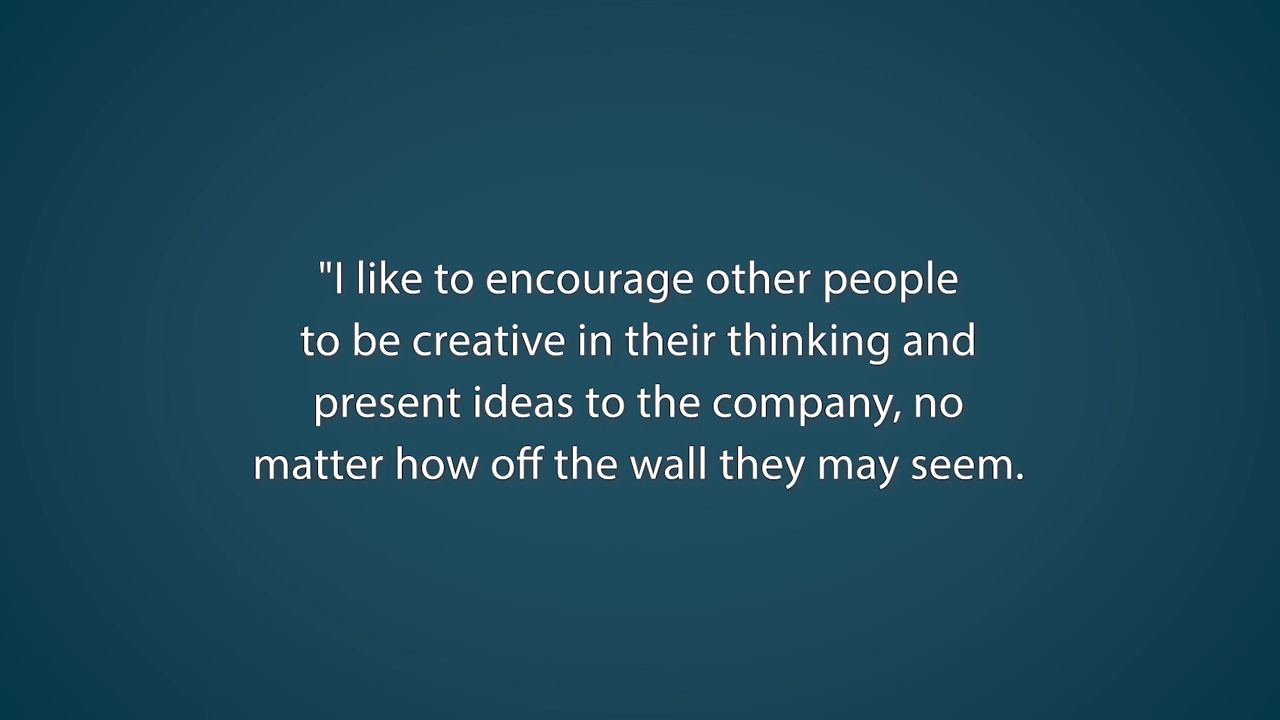 "I like to encourage other people
to be creative in their thinking and
present ideas to the company, no
matter how off the wall they may seem.